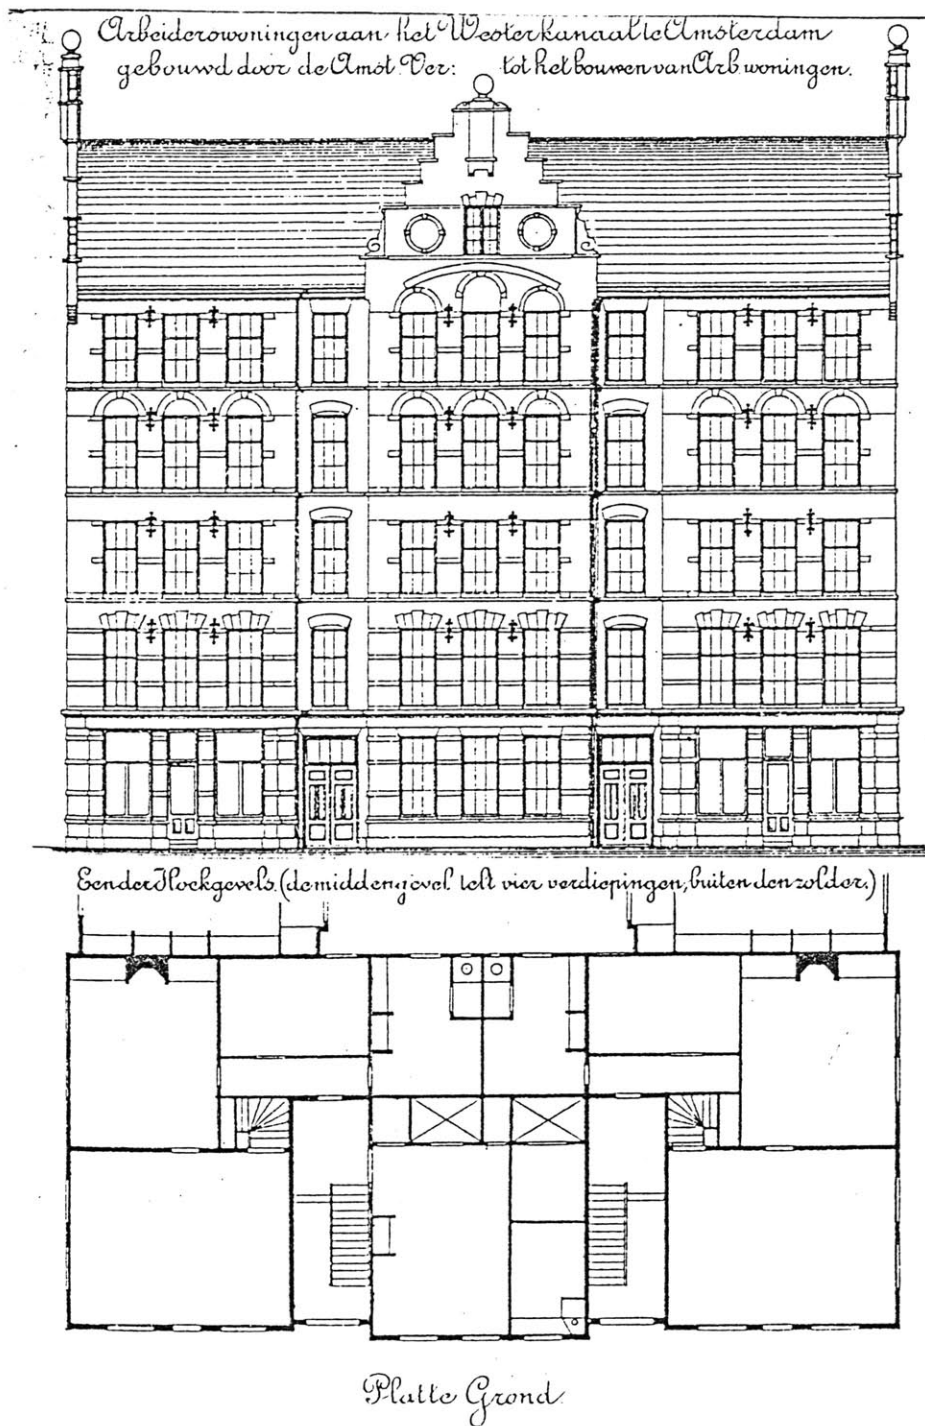 Arbeiderswoningen aan het Westerkanaal te Amsterdam
gebouwd door de Amst. Ver: tot het bouwen van Arb. woningen.
Een der Hoekgevels. (de middengevel telt vier verdiepingen, buiten den zolder.)
Platte Grond